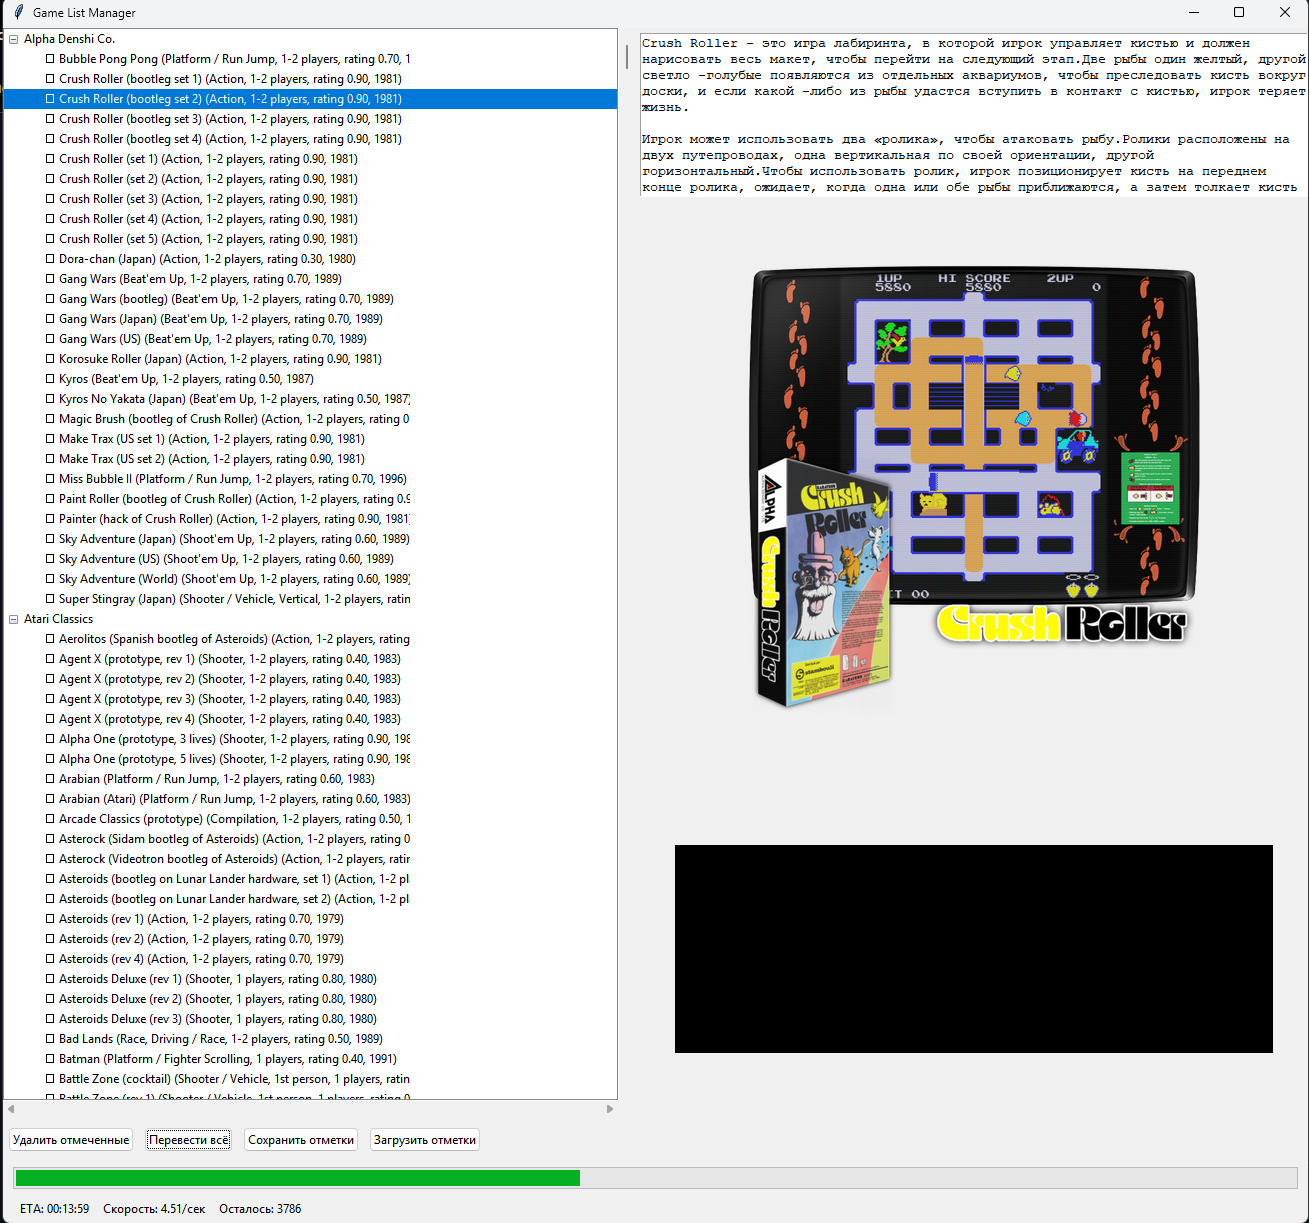 Game List Manager
Alpha Denshi Co.
Bubble Pong Pong (Platform / Run Jump, 1-2 players, rating 0.70, 1
Crush Roller (bootleg set 1) (Action, 1-2 players, rating 0.90, 1981)
Crush Roller (bootleg set 2) (Action, 1-2 players, rating 0.90, 1981)
Crush Roller (bootleg set 3) (Action, 1-2 players, rating 0.90, 1981)
Crush Roller (bootleg set 4) (Action, 1-2 players, rating 0.90, 1981)
Crush Roller (set 1) (Action, 1-2 players, rating 0.90, 1981)
Crush Roller (set 2) (Action, 1-2 players, rating 0.90, 1981)
Crush Roller (set 3) (Action, 1-2 players, rating 0.90, 1981)
Crush Roller (set 4) (Action, 1-2 players, rating 0.90, 1981)
Crush Roller (set 5) (Action, 1-2 players, rating 0.90, 1981)
Dora-chan (Japan) (Action, 1-2 players, rating 0.30, 1980)
Gang Wars (Beat'em Up, 1-2 players, rating 0.70, 1989)
Gang Wars (bootleg) (Beat'em Up, 1-2 players, rating 0.70, 1989)
Gang Wars (Japan) (Beat'em Up, 1-2 players, rating 0.70, 1989)
Gang Wars (US) (Beat'em Up, 1-2 players, rating 0.70, 1989)
Korosuke Roller (Japan) (Action, 1-2 players, rating 0.90, 1981)
Kyros (Beat'em Up, 1-2 players, rating 0.50, 1987)
Kyros No Yakata (Japan) (Beat'em Up, 1-2 players, rating 0.50, 1987)
Magic Brush (bootleg of Crush Roller) (Action, 1-2 players, rating 0
Make Trax (US set 1) (Action, 1-2 players, rating 0.90, 1981)
Make Trax (US set 2) (Action, 1-2 players, rating 0.90, 1981)
Miss Bubble II (Platform / Run Jump, 1-2 players, rating 0.70, 1996)
Paint Roller (bootleg of Crush Roller) (Action, 1-2 players, rating 0.9
Painter (hack of Crush Roller) (Action, 1-2 players, rating 0.90, 1981)
Sky Adventure (Japan) (Shoot'em Up, 1-2 players, rating 0.60, 1989)
Sky Adventure (US) (Shoot'em Up, 1-2 players, rating 0.60, 1989)
Sky Adventure (World) (Shoot'em Up, 1-2 players, rating 0.60, 1989)
Super Stingray (Japan) (Shooter / Vehicle, Vertical, 1-2 players, ratin
Atari Classics
Aerolitos (Spanish bootleg of Asteroids) (Action, 1-2 players, rating
Agent X (prototype, rev 1) (Shooter, 1-2 players, rating 0.40, 1983)
Agent X (prototype, rev 2) (Shooter, 1-2 players, rating 0.40, 1983)
Agent X (prototype, rev 3) (Shooter, 1-2 players, rating 0.40, 1983)
Agent X (prototype, rev 4) (Shooter, 1-2 players, rating 0.40, 1983)
Alpha One (prototype, 3 lives) (Shooter, 1-2 players, rating 0.90, 198
Alpha One (prototype, 5 lives) (Shooter, 1-2 players, rating 0.90, 198
Arabian (Platform / Run Jump, 1-2 players, rating 0.60, 1983)
Arabian (Atari) (Platform / Run Jump, 1-2 players, rating 0.60, 1983)
Arcade Classics (prototype) (Compilation, 1-2 players, rating 0.50, 1
Asterock (Sidam bootleg of Asteroids) (Action, 1-2 players, rating 0
Asterock (Videotron bootleg of Asteroids) (Action, 1-2 players, ratin
Asteroids (bootleg on Lunar Lander hardware, set 1) (Action, 1-2 pl
Asteroids (bootleg on Lunar Lander hardware, set 2) (Action, 1-2 pl
Asteroids (rev 1) (Action, 1-2 players, rating 0.70, 1979)
Asteroids (rev 2) (Action, 1-2 players, rating 0.70, 1979)
Asteroids (rev 4) (Action, 1-2 players, rating 0.70, 1979)
Asteroids Deluxe (rev 1) (Shooter, 1 players, rating 0.80, 1980)
Asteroids Deluxe (rev 2) (Shooter, 1 players, rating 0.80, 1980)
Asteroids Deluxe (rev 3) (Shooter, 1 players, rating 0.80, 1980)
Bad Lands (Race, Driving / Race, 1-2 players, rating 0.50, 1989)
Batman (Platform / Fighter Scrolling, 1 players, rating 0.40, 1991)
Battle Zone (cocktail) (Shooter / Vehicle, 1st person, 1 players, ratin
Battle Zone (rev 1) (Shooter / Vehicle, 1st person, 1 players, rating 0
Crush Roller - это игра лабиринта, в которой игрок управляет кистью и должен
нарисовать весь макет, чтобы перейти на следующий этап.Две рыбы один желтый, другой
светло -голубые появляются из отдельных аквариумов, чтобы преследовать кисть вокруг
доски, и если какой -либо из рыбы удастся вступить в контакт с кистью, игрок теряет
жизнь.
Игрок может использовать два «ролика», чтобы атаковать рыбу.Ролики расположены на
двух путепроводах, одна вертикальная по своей ориентации, другой
горизонтальный.Чтобы использовать ролик, игрок позиционирует кисть на переднем
конце ролика, ожидает, когда одна или обе рыбы приближаются, а затем толкает кисть
1UP HI SCORE 2UP
5880 5880 0
ALPHA
Crush
Roller
Crush Roller
IT 00
Crush Roller
Удалить отмеченные
Перевести всё
Сохранить отметки
Загрузить отметки
ETA: 00:13:59 Скорость: 4.51/сек Осталось: 3786